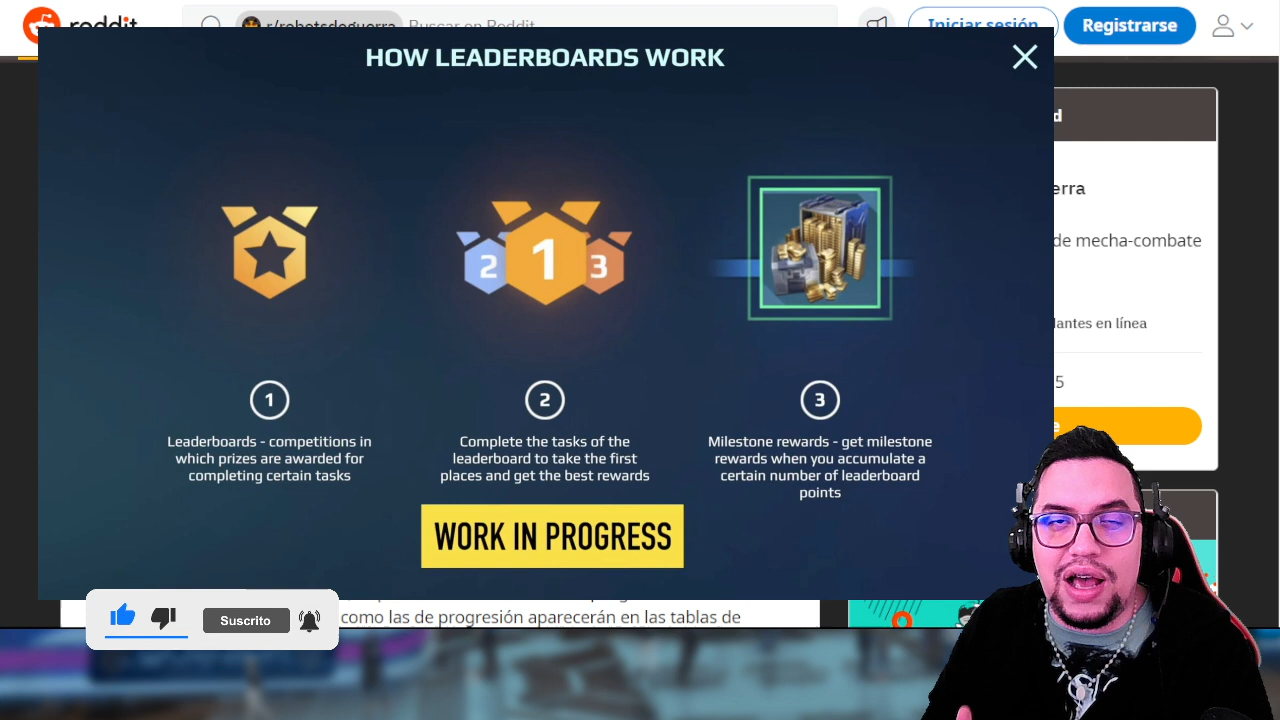 reddit
r/robotsdeguerra
Buscar en Reddit
Iniciar sesión
Registrarse
HOW LEADERBOARDS WORK
2
1
3
1
2
3
Leaderboards - competitions in
which prizes are awarded for
completing certain tasks
Complete the tasks of the
leaderboard to take the first
places and get the best rewards
Milestone rewards - get milestone
rewards when you accumulate a
certain number of leaderboard
points
WORK IN PROGRESS
d
erra
de mecha-combate
lantes en línea
5
e
Suscrito
como las de progresión aparecerán en las tablas de